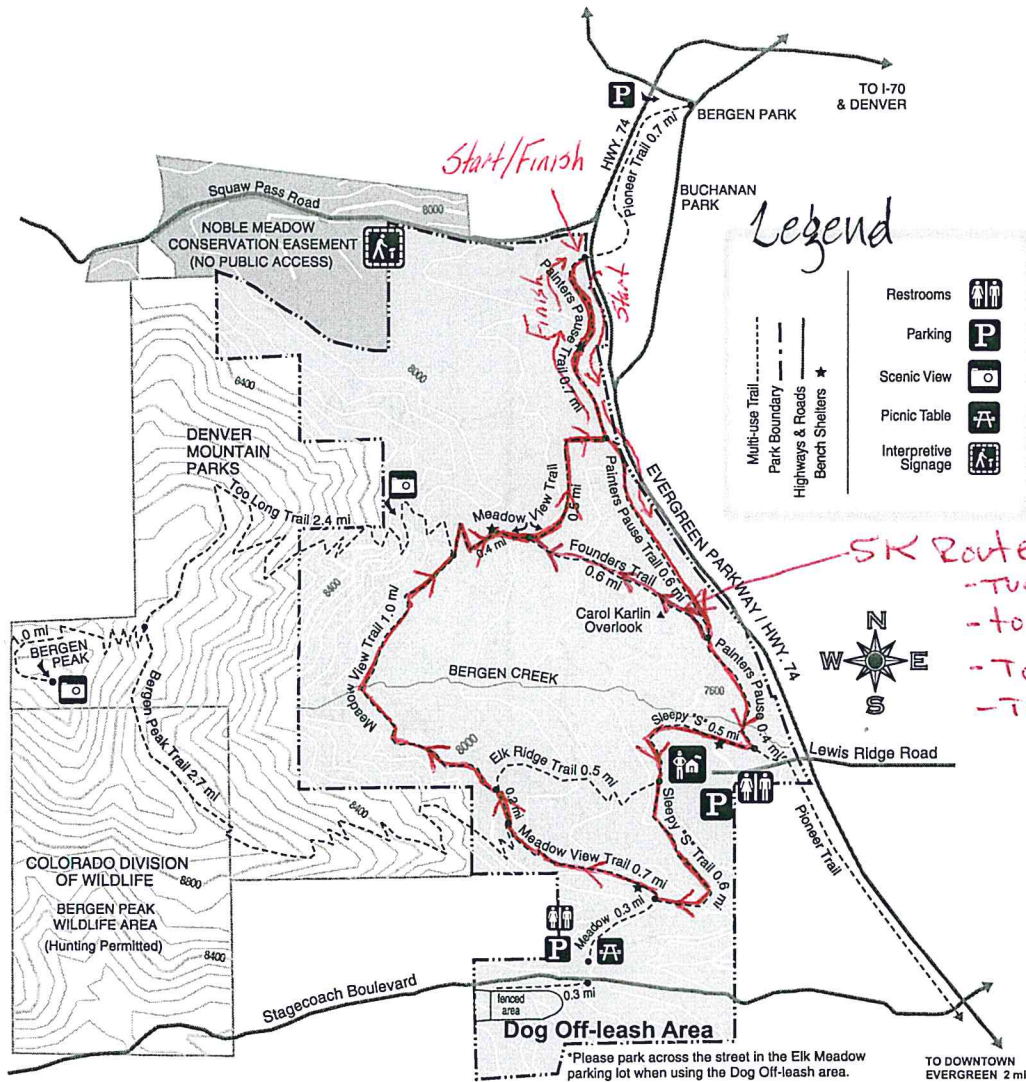 TO I-70
& DENVER
BERGEN PARK
HWY. 74
Pioneer Trail 0.7 mi
BUCHANAN
PARK
Start/Finish
Squaw Pass Road
8000
NOBLE MEADOW
CONSERVATION EASEMENT
(NO PUBLIC ACCESS)
Legend
Restrooms
Parking
Scenic View
Picnic Table
Interpretive
Signage
Multi-use Trail
Park Boundary
Highways & Roads
Bench Shelters
P
P
Finish
Start
Painters Pause Trail 0.7 mi
8000
8400
DENVER
MOUNTAIN
PARKS
Too Long Trail 2.4 mi
Meadow View Trail
0.5 mi
0.4 mi
Painters Pause Trail 0.6 mi
EVERGREEN PARKWAY / HWY. 74
Founders Trail
0.6 mi
Carol Karlin
Overlook
5K Route
- to
8400
Meadow View Trail 1.0 mi
1.0 mi
BERGEN
PEAK
BERGEN CREEK
N
W
E
S
7600
Painters Pause 0.4 mi
Sleepy "S" 0.5 mi
Lewis Ridge Road
8000
Elk Ridge Trail 0.5 mi
0.2 mi
P
Bergen Peak Trail 2.7 mi
8400
Meadow View Trail 0.7 mi
Sleepy "S" Trail 0.6 mi
Pioneer Trail
COLORADO DIVISION
OF WILDLIFE
8800
BERGEN PEAK
WILDLIFE AREA
(Hunting Permitted)
8400
Meadow 0.3 mi
P
Stagecoach Boulevard
0.3 mi
fenced
area
Dog Off-leash Area
*Please park across the street in the Elk Meadow
parking lot when using the Dog Off-leash area.
TO DOWNTOWN
EVERGREEN 2 mi